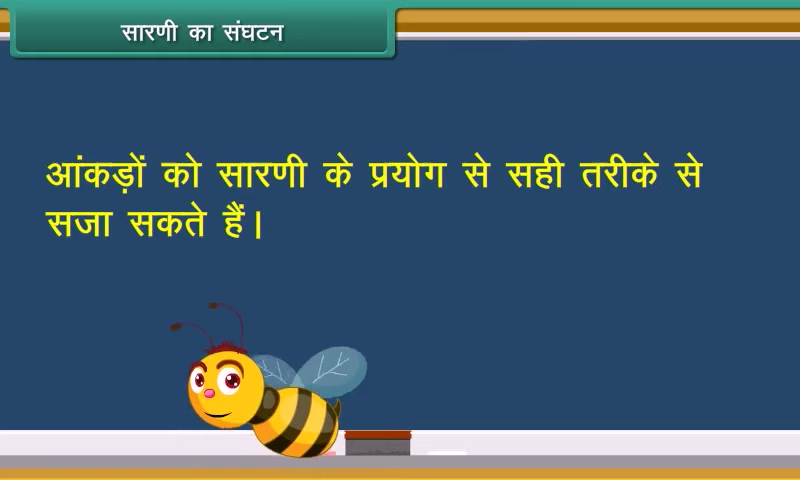 सारणी का संघटन
आंकड़ों को सारणी के प्रयोग से सही तरीके से
सजा सकते हैं।